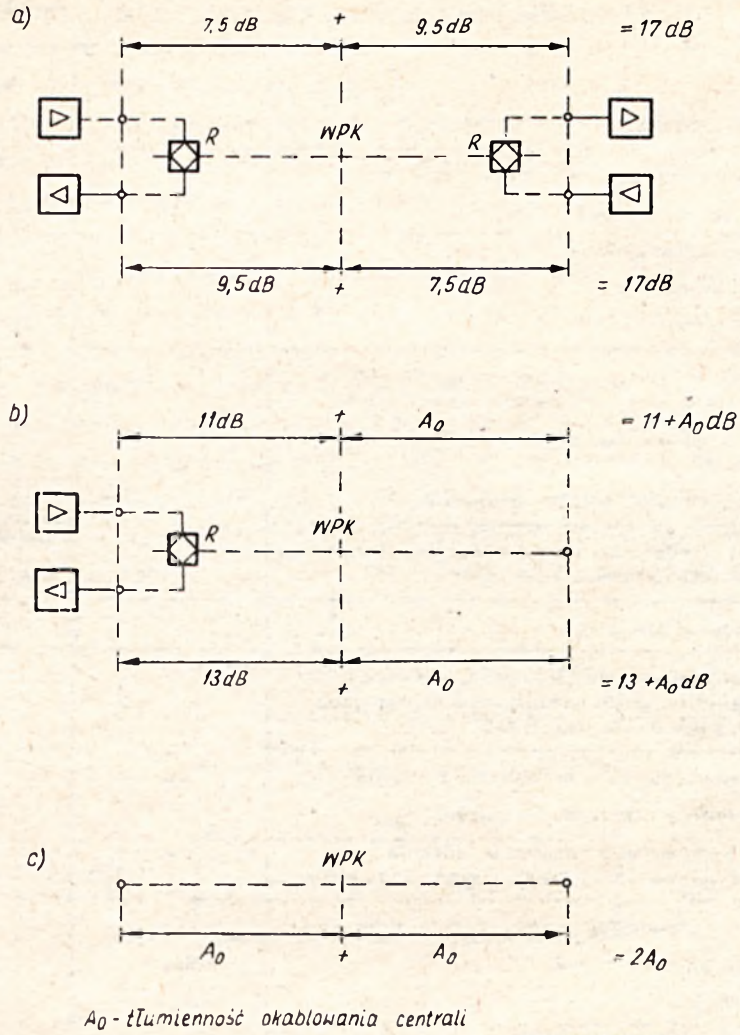 a)
7,5 dB + 9,5 dB = 17 dB
R WPK R
9,5 dB + 7,5 dB = 17 dB
b)
11 dB + A₀ = 11 + A₀ dB
R WPK
13 dB + A₀ = 13 + A₀ dB
c)
WPK
A₀ + A₀ = 2A₀
A₀ - tłumienność okablowania centrali